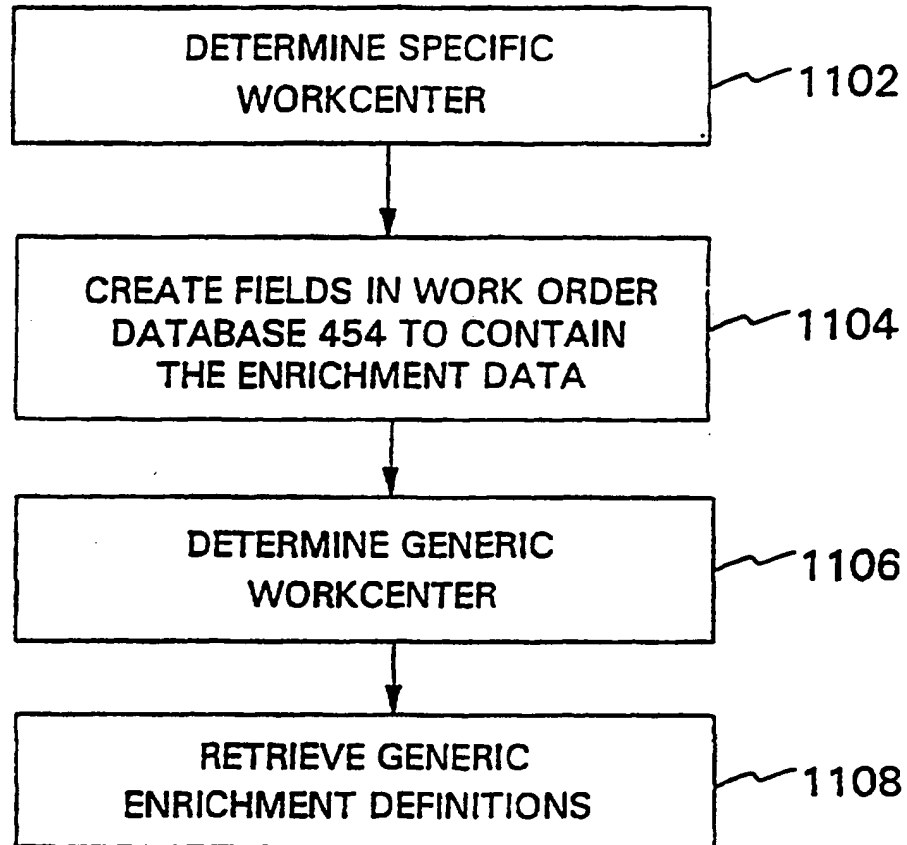 DETERMINE SPECIFIC
WORKCENTER
1102
CREATE FIELDS IN WORK ORDER
DATABASE 454 TO CONTAIN
THE ENRICHMENT DATA
1104
DETERMINE GENERIC
WORKCENTER
1106
RETRIEVE GENERIC
ENRICHMENT DEFINITIONS
1108